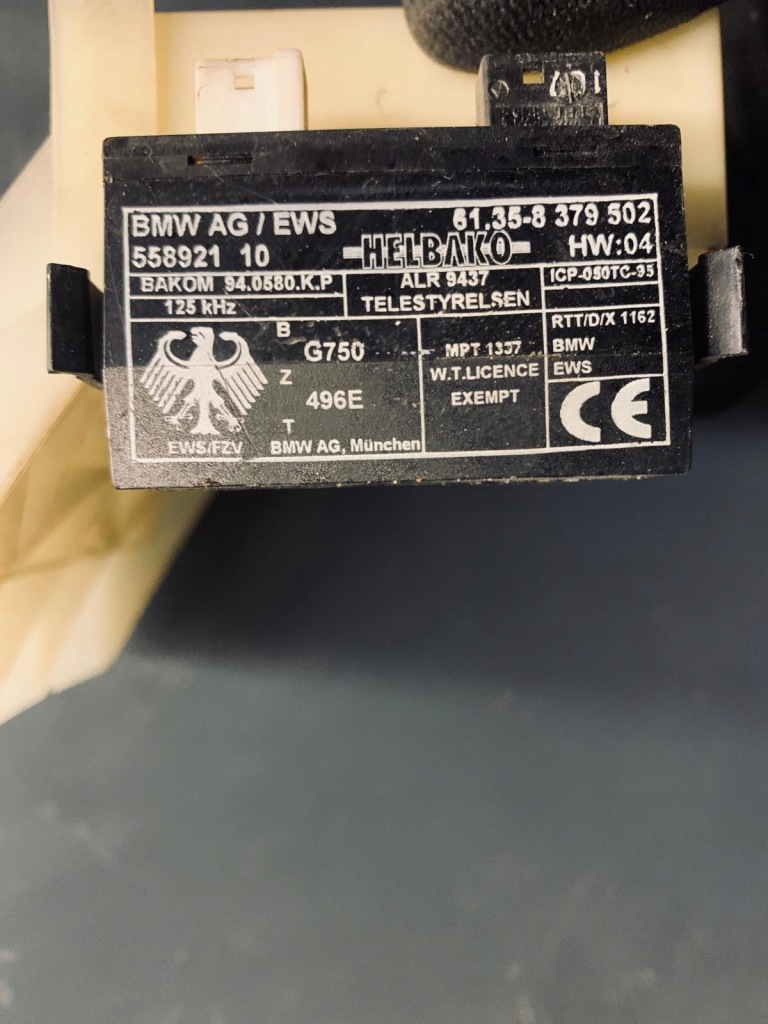 107
BMW AG / EWS 61.35-8 379 502
558921 10 HELBAKO HW:04
BAKOM 94.0580.K.P
125 kHz
ALR 9437
TELESTYRELSEN
ICP-050TC-95
B
G750
Z
496E
T
EWS/FZV BMW AG, München
MPT 1337
W.T.LICENCE
EXEMPT
RTT/D/X 1162
BMW
EWS
CE